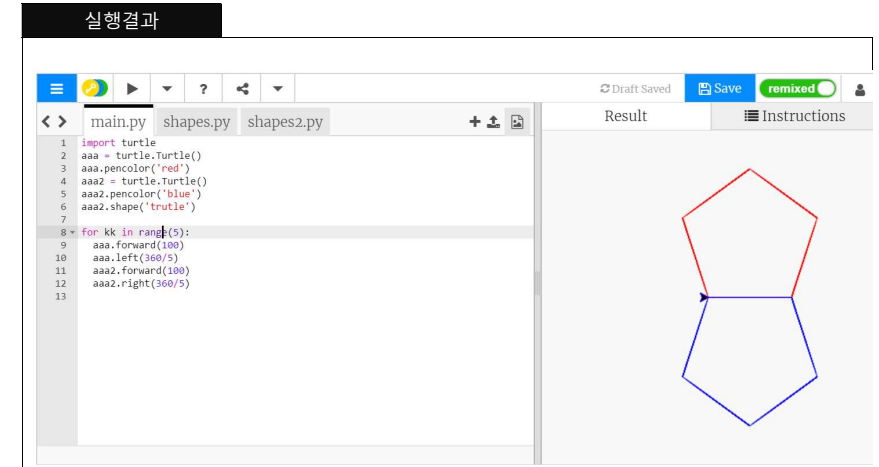 실행결과
?
Draft Saved
Save
remixed
main.py shapes.py shapes2.py
Result
Instructions
1 import turtle
2 aaa = turtle.Turtle()
3 aaa.pencolor('red')
4 aaa2 = turtle.Turtle()
5 aaa2.pencolor('blue')
6 aaa2.shape('trutle')
7
8 for kk in range(5):
9 aaa.forward(100)
10 aaa.left(360/5)
11 aaa2.forward(100)
12 aaa2.right(360/5)
13